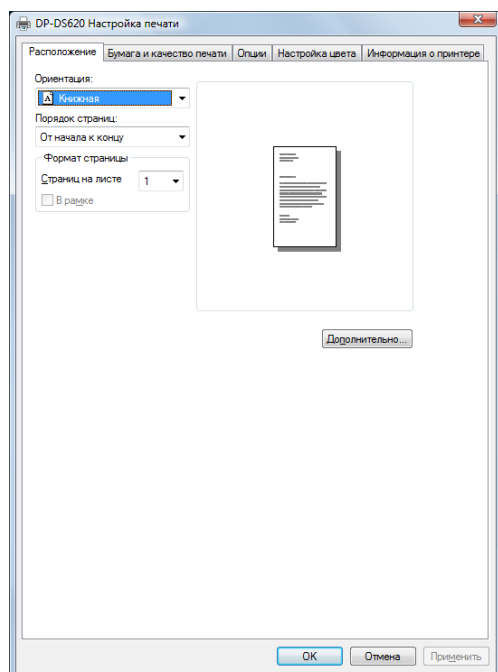 DP-DS620 Настройка печати
Расположение Бумага и качество печати Опции Настройка цвета Информация о принтере
Ориентация:
A Книжная
Порядок страниц:
От начала к концу
Формат страницы
Страниц на листе 1
В рамке
Дополнительно...
OK Отмена Применить